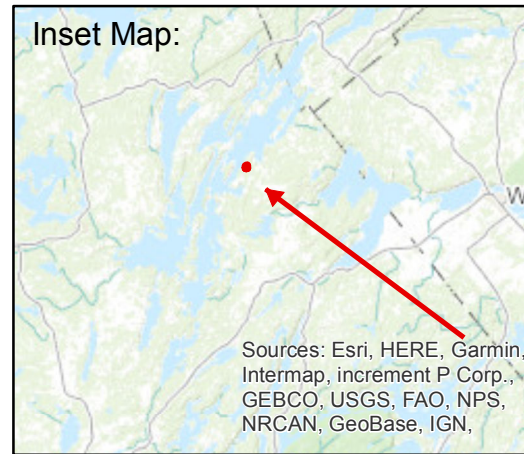 Inset Map:
W
Sources: Esri, HERE, Garmin,
Intermap, increment P Corp.,
GEBCO, USGS, FAO, NPS,
NRCAN, GeoBase, IGN,